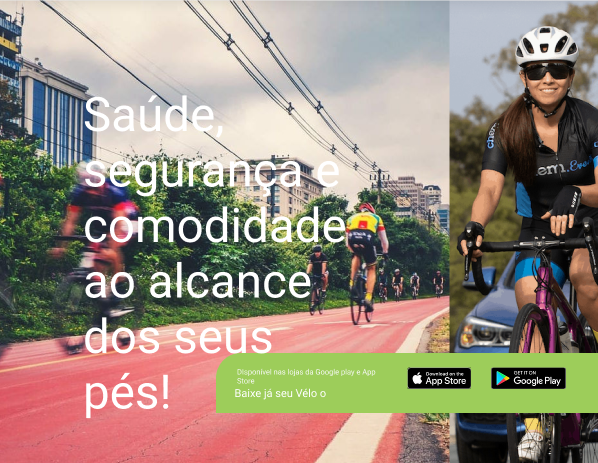 Saúde,
segurança e
comodidade
ao alcance
dos seus
pés!
Disponível nas lojas da Google play e App
Store
Baixe já seu Vélo o
Download on the
App Store
GET IT ON
Google Play